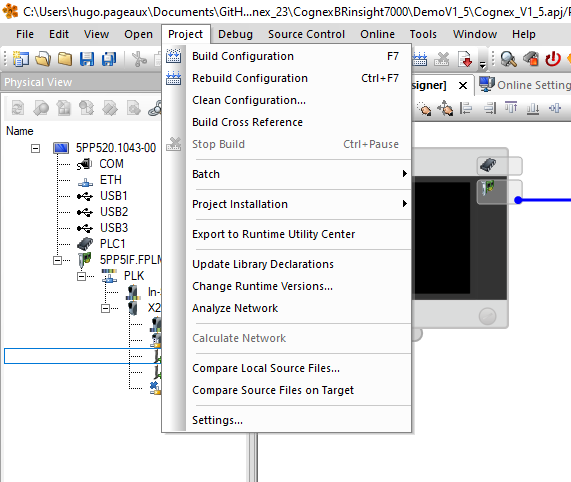 C:\Users\hugo.pageaux\Documents\GitH...nex_23\CognexBRinsight7000\DemoV1_5\Cognex_V1_5.apj/
File Edit View Open Project Debug Source Control Online Tools Window Help
Physical View
signer]
Online Setting
Name
5PP520.1043-00
COM
ETH
USB1
USB2
USB3
PLC1
5PP5IF.FPLM
PLK
In-
X2
Build Configuration F7
Rebuild Configuration Ctrl+F7
Clean Configuration...
Build Cross Reference
Stop Build Ctrl+Pause
Batch
Project Installation
Export to Runtime Utility Center
Update Library Declarations
Change Runtime Versions...
Analyze Network
Calculate Network
Compare Local Source Files...
Compare Source Files on Target
Settings...